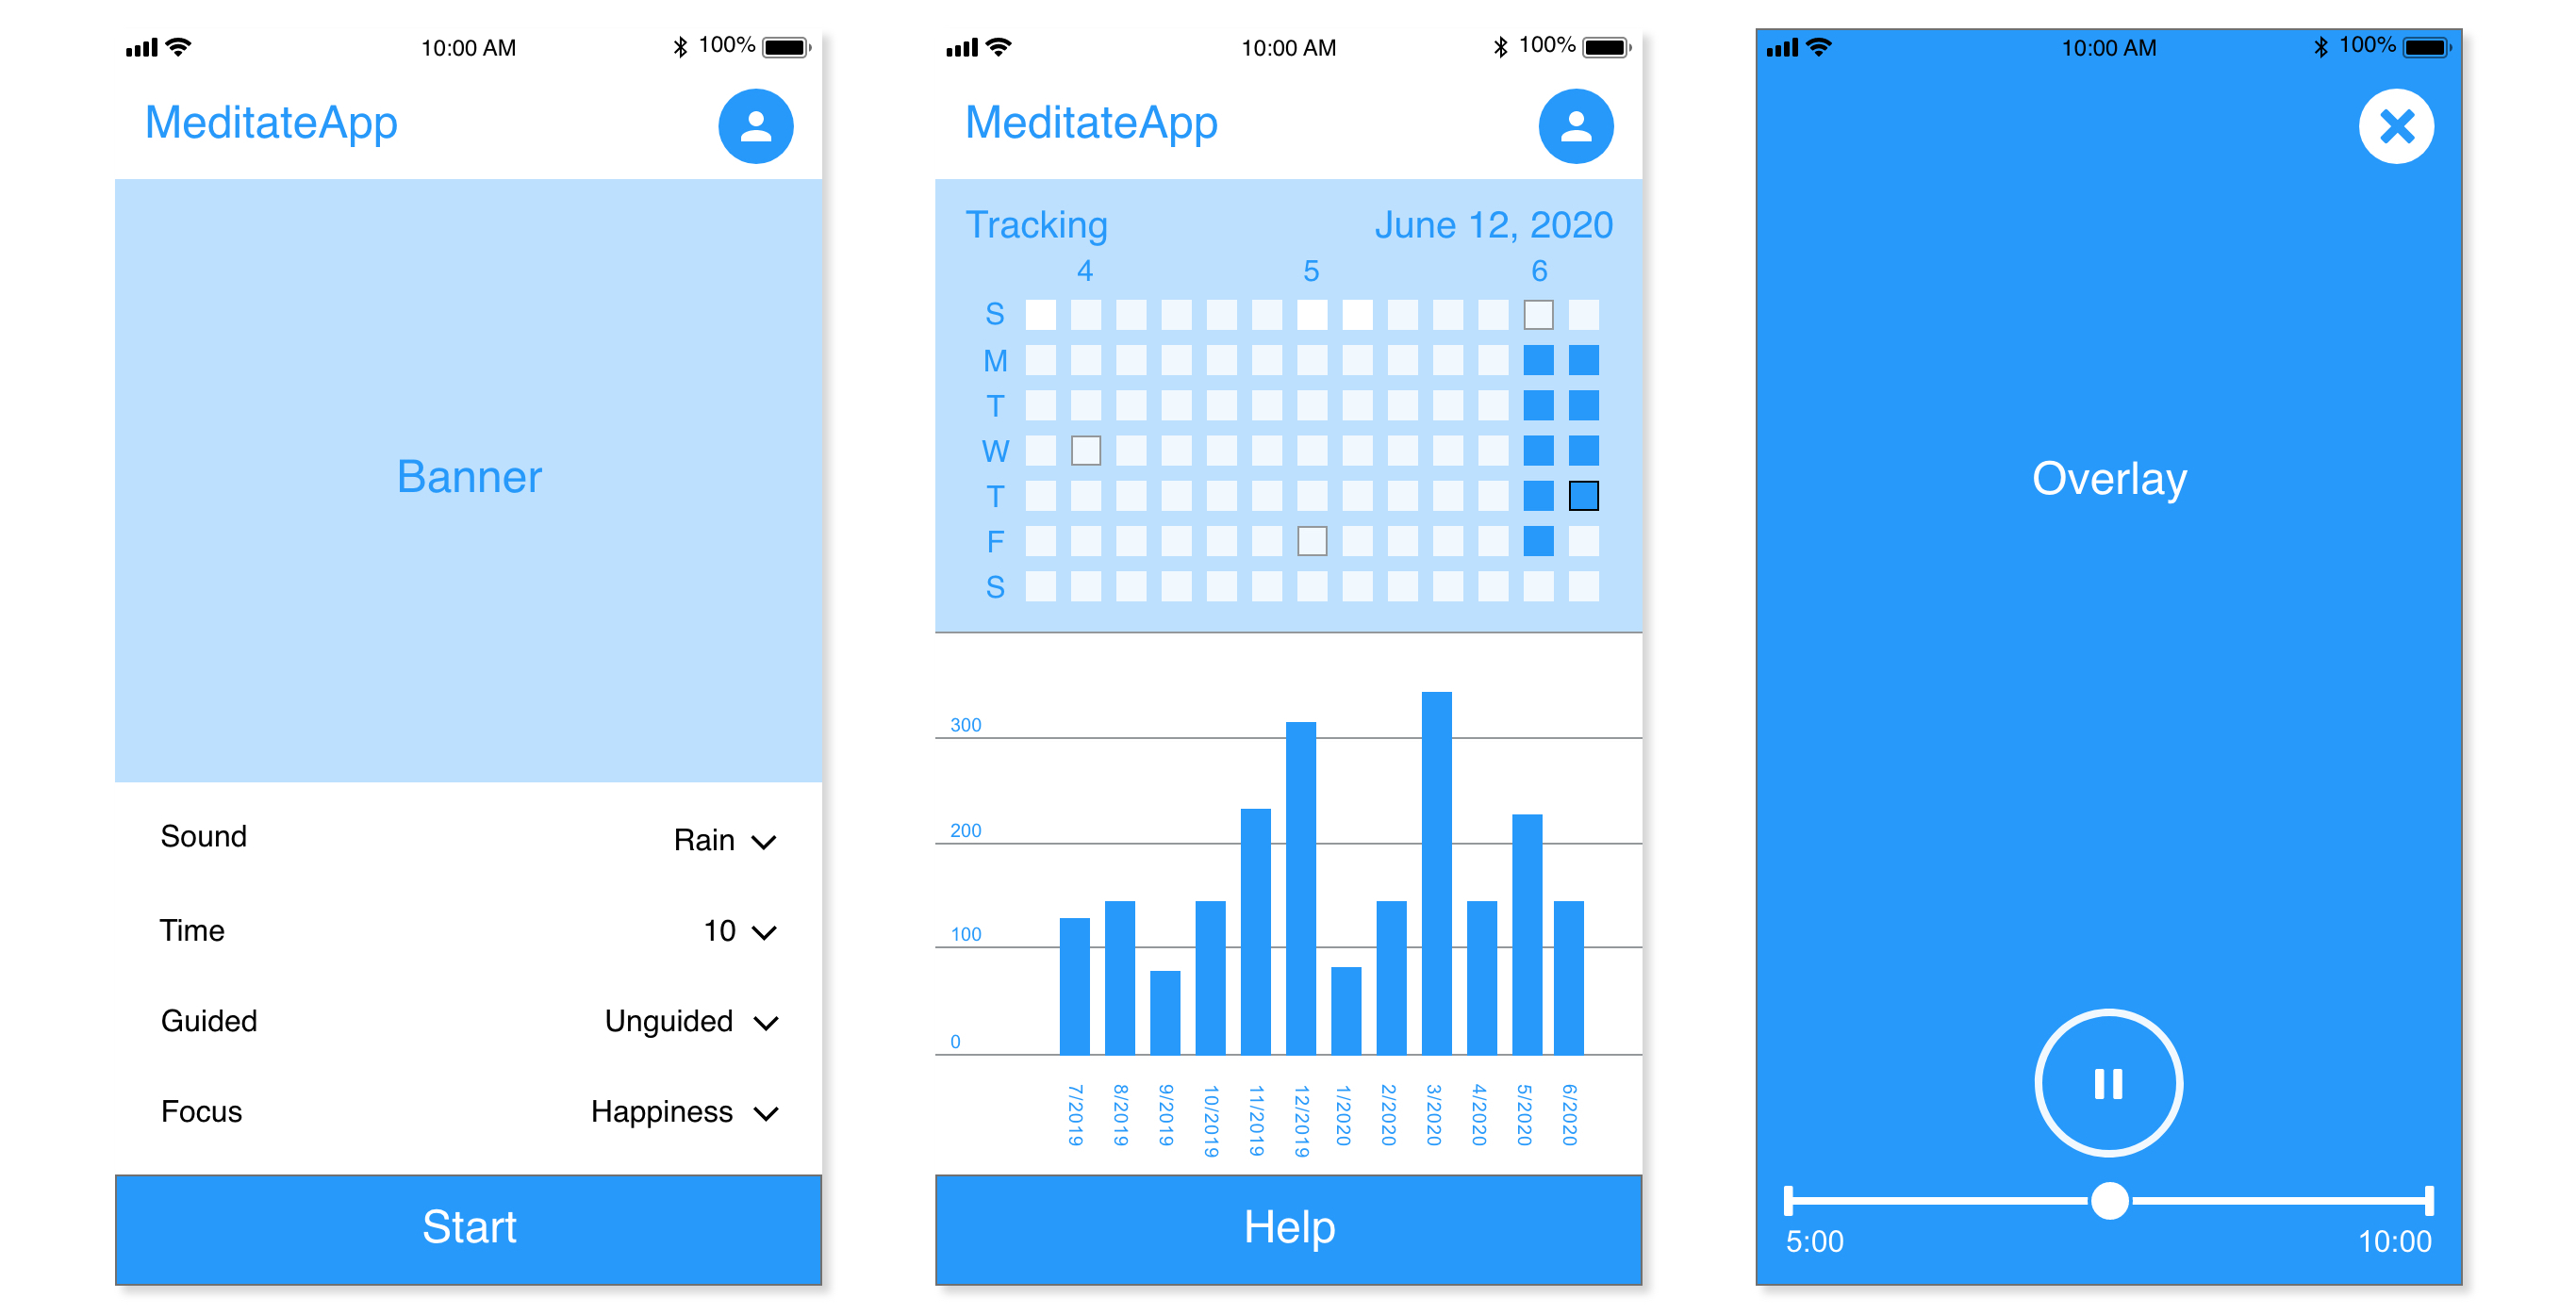 10:00 AM 100%
MeditateApp
Banner
Sound Rain
Time 10
Guided Unguided
Focus Happiness
Start
10:00 AM 100%
MeditateApp
Tracking June 12, 2020
4 5 6
S
M
T
W
T
F
S
300
200
100
0
7/2019 8/2019 9/2019 10/2019 11/2019 12/2019 1/2020 2/2020 3/2020 4/2020 5/2020 6/2020
Help
10:00 AM 100%
Overlay
5:00 10:00